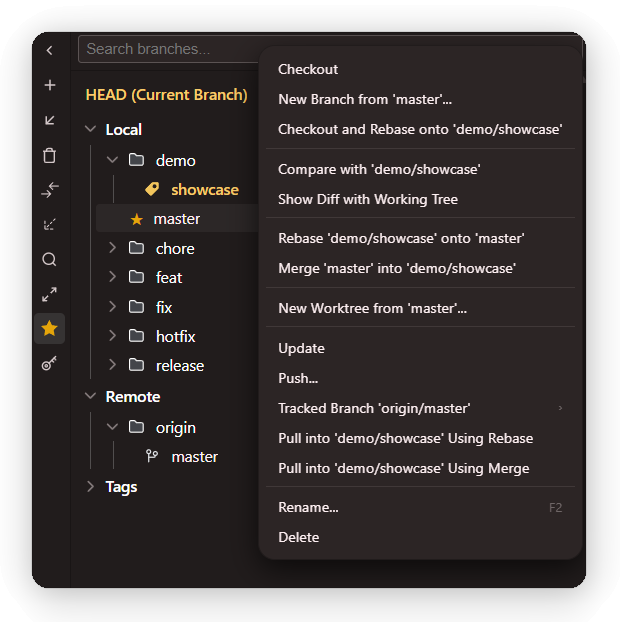 Search branches...
HEAD (Current Branch)
Local
demo
showcase
master
chore
feat
fix
hotfix
release
Remote
origin
master
Tags
Checkout
New Branch from 'master'...
Checkout and Rebase onto 'demo/showcase'
Compare with 'demo/showcase'
Show Diff with Working Tree
Rebase 'demo/showcase' onto 'master'
Merge 'master' into 'demo/showcase'
New Worktree from 'master'...
Update
Push...
Tracked Branch 'origin/master'
Pull into 'demo/showcase' Using Rebase
Pull into 'demo/showcase' Using Merge
Rename... F2
Delete